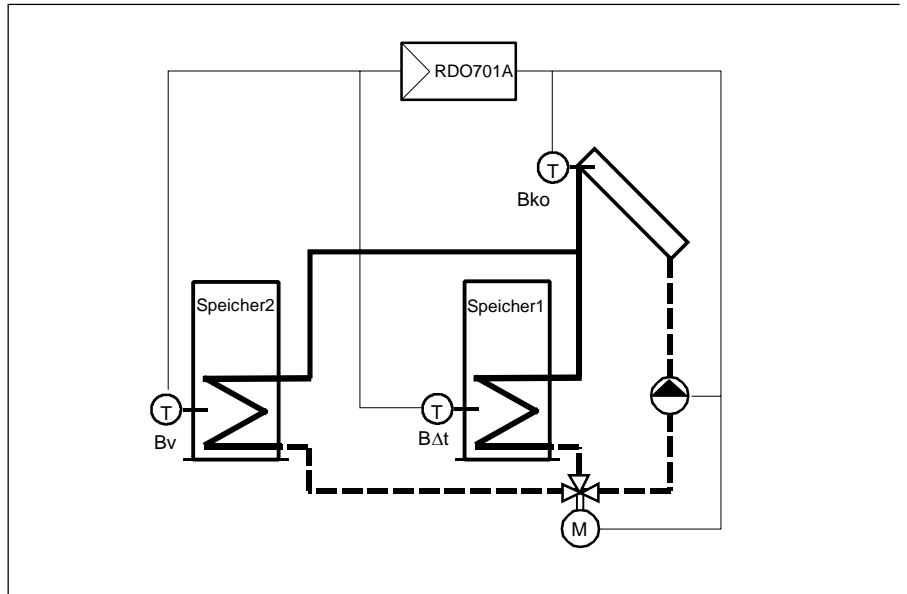 RDO701A
T
Bko
Speicher2
Speicher1
T
Bv
T
BΔt
M